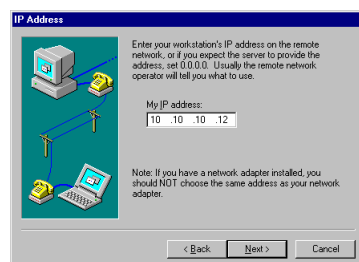 IP Address
Enter your workstation's IP address on the remote
network, or if you expect the server to provide the
address, set 0.0.0.0. Usually the remote network
operator will tell you what to use.
My IP address:
10 .10 .10 .12
Note: If you have a network adapter installed, you
should NOT choose the same address as your network
adapter.
< Back
Next >
Cancel